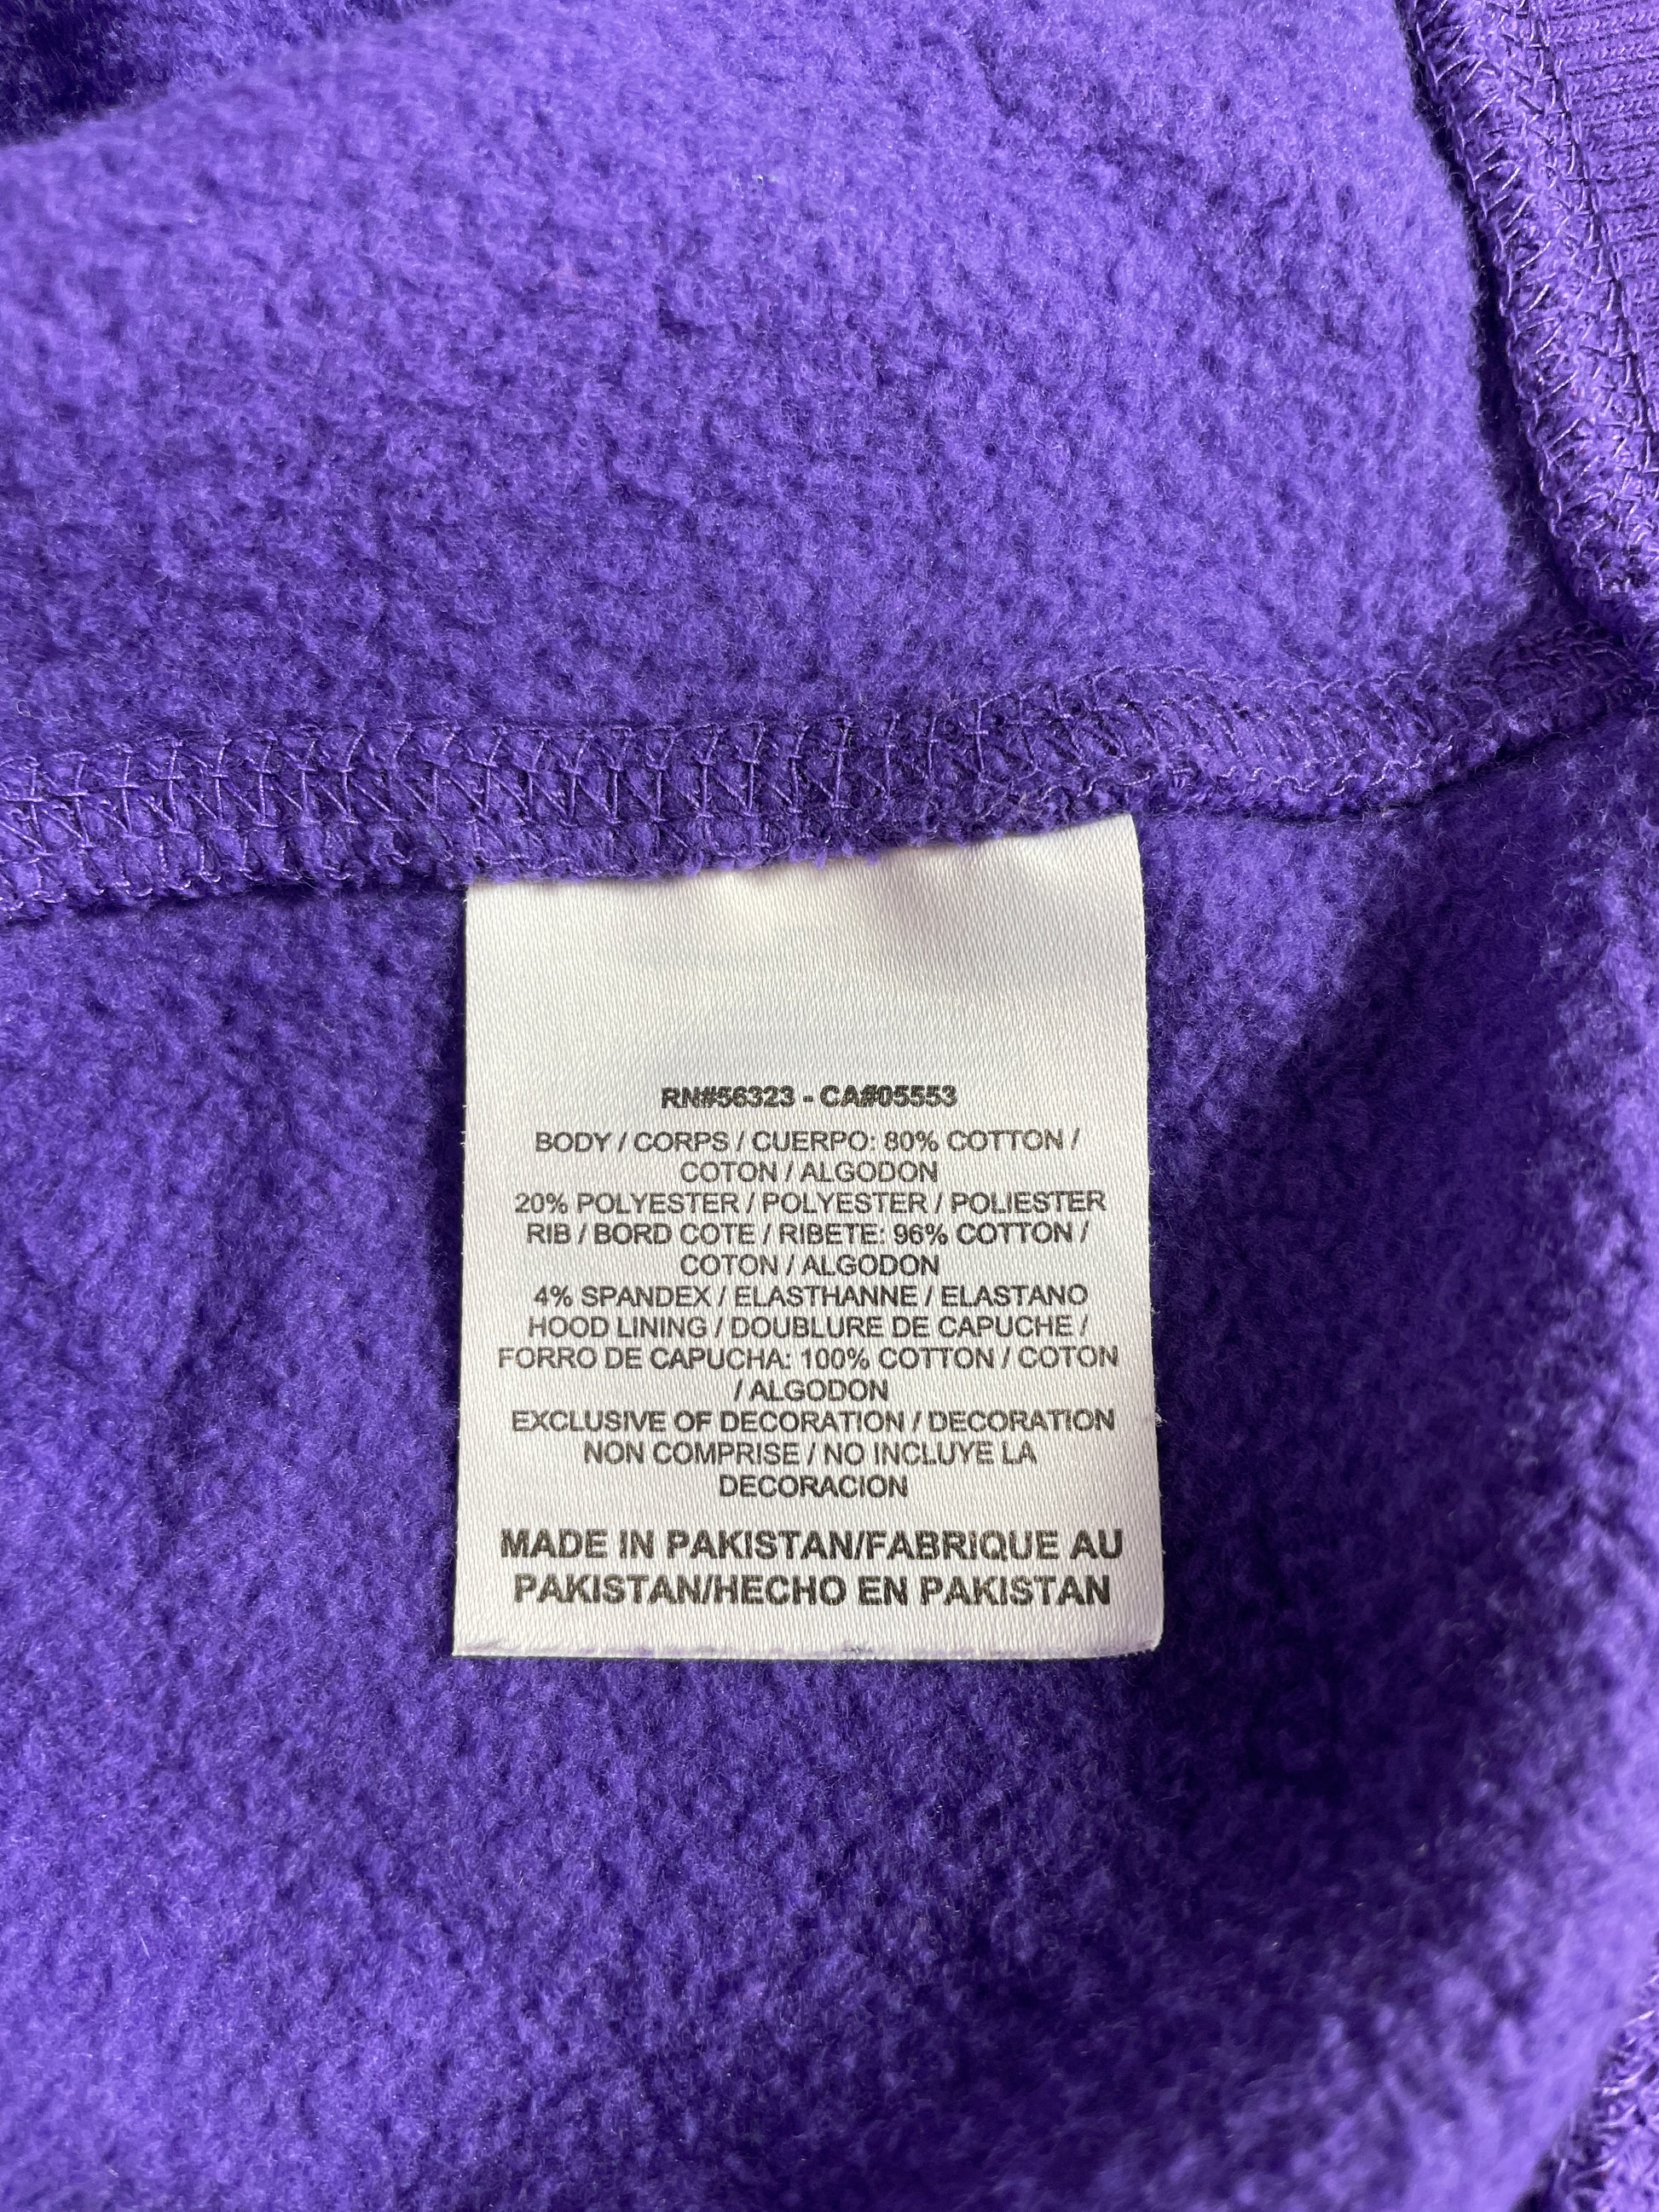 RN#56323 - CA#05553
BODY / CORPS / CUERPO: 80% COTTON /
COTON / ALGODON
20% POLYESTER / POLYESTER / POLIESTER
RIB / BORD COTE / RIBETE: 96% COTTON /
COTON / ALGODON
4% SPANDEX / ELASTHANNE / ELASTANO
HOOD LINING / DOUBLURE DE CAPUCHE /
FORRO DE CAPUCHA: 100% COTTON / COTON
/ ALGODON
EXCLUSIVE OF DECORATION / DECORATION
NON COMPRISE / NO INCLUYE LA
DECORACION
MADE IN PAKISTAN/FABRIQUE AU
PAKISTAN/HECHO EN PAKISTAN